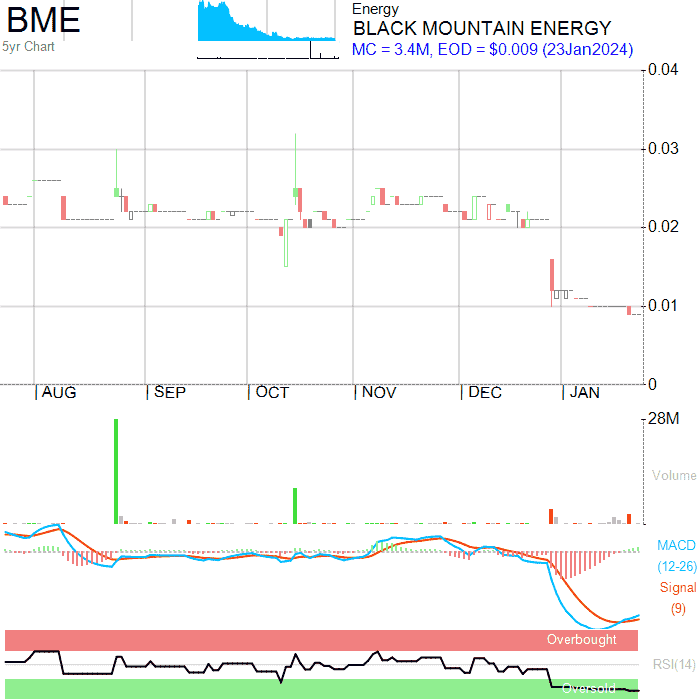 BME
5yr Chart
Energy
BLACK MOUNTAIN ENERGY
MC = 3.4M, EOD = $0.009 (23Jan2024)
0.04
0.03
0.02
0.01
0
AUG
SEP
OCT
NOV
DEC
JAN
28M
Volume
MACD
(12-26)
Signal
(9)
Overbought
RSI(14)
Oversold